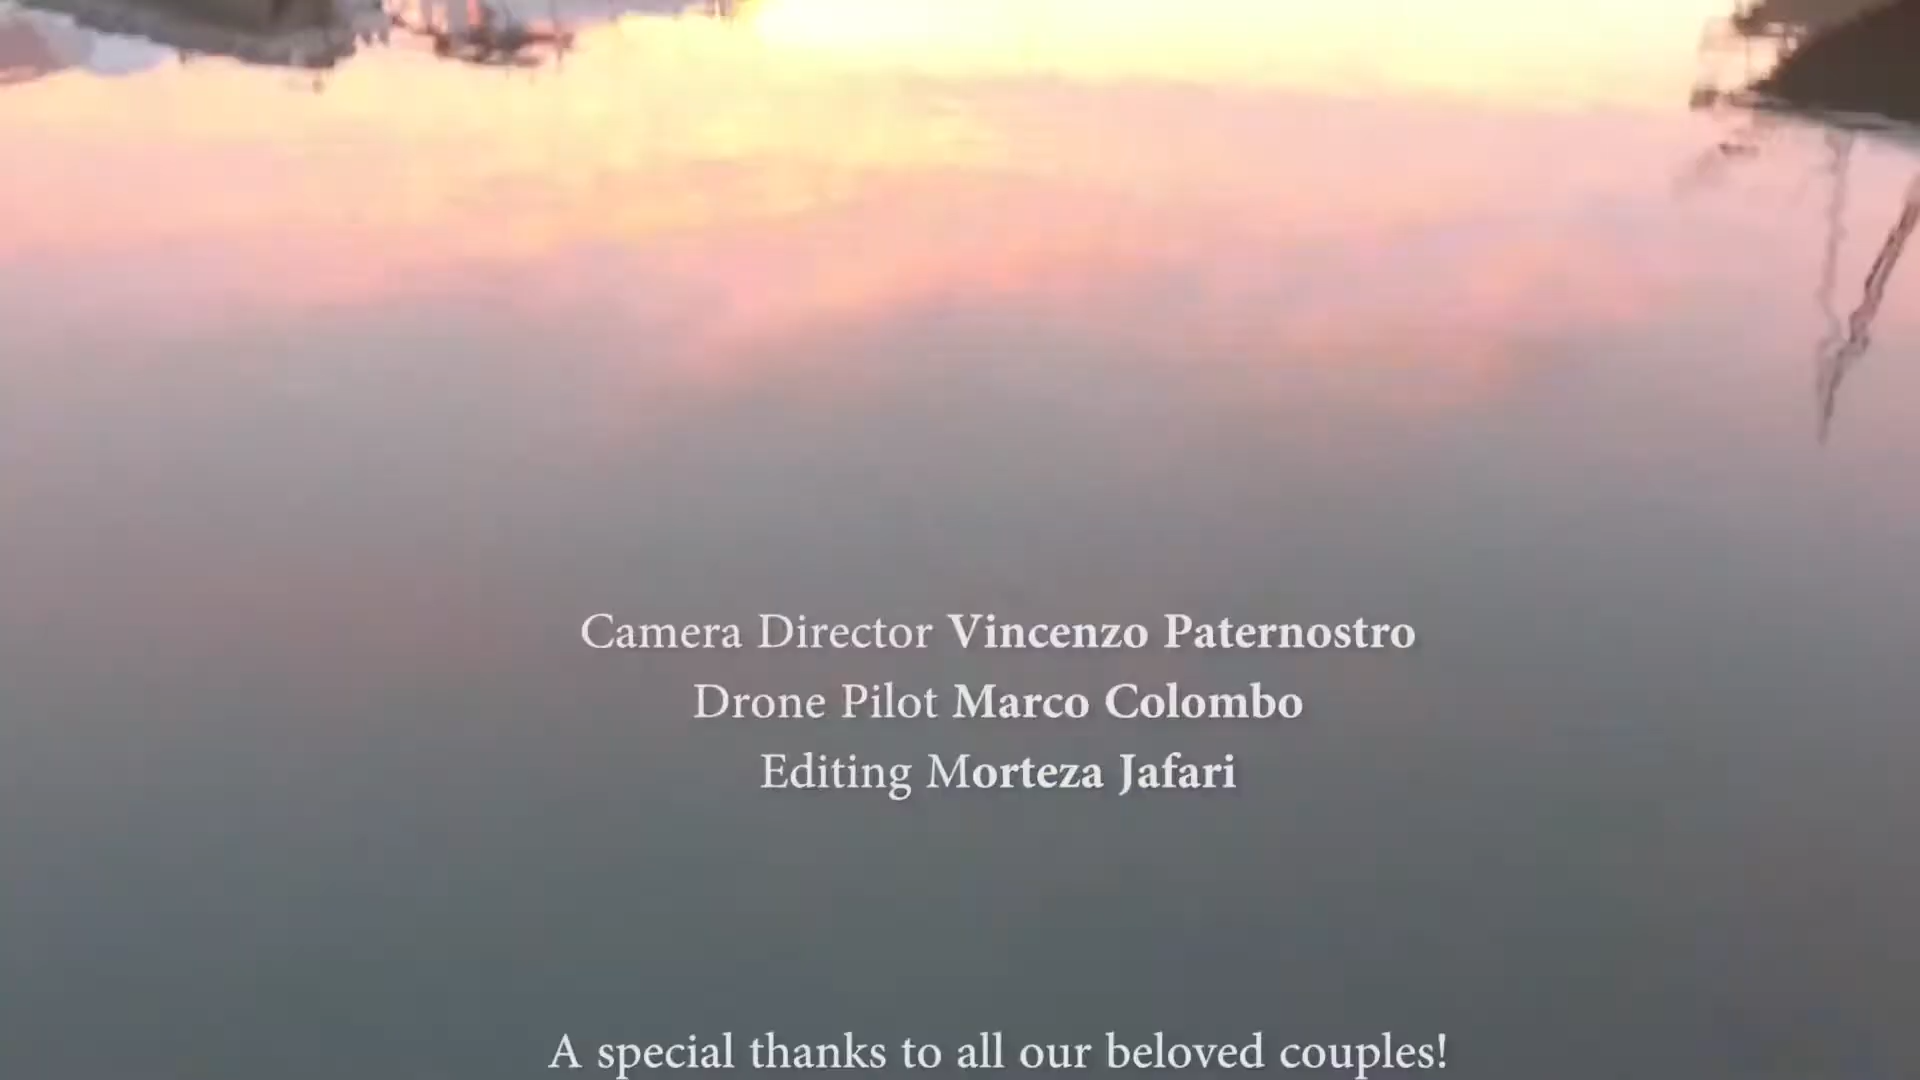 Camera Director Vincenzo Paternostro
Drone Pilot Marco Colombo
Editing Morteza Jafari
A special thanks to all our beloved couples!